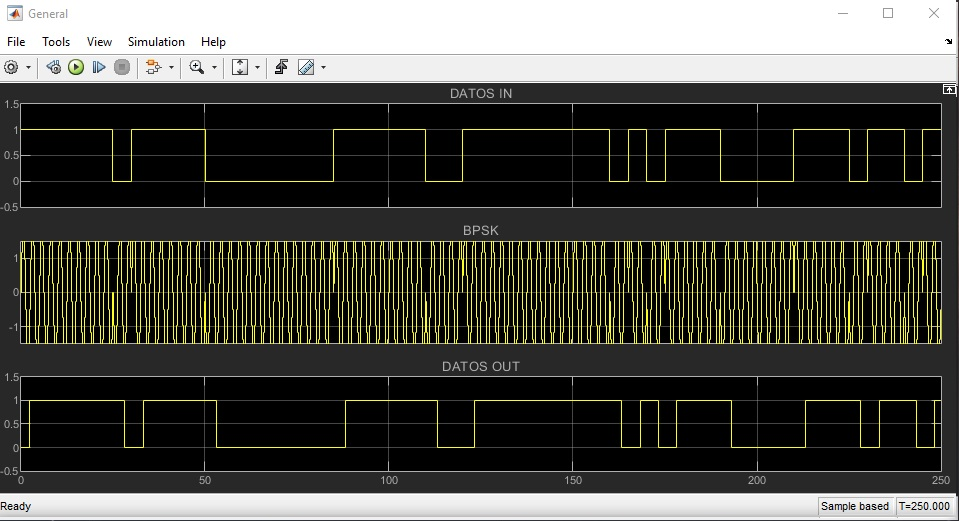 General
File Tools View Simulation Help
DATOS IN
1.5
1
0.5
0
-0.5
BPSK
1
0
-1
DATOS OUT
1.5
1
0.5
0
-0.5
0 50 100 150 200 250
Ready Sample based T=250.000